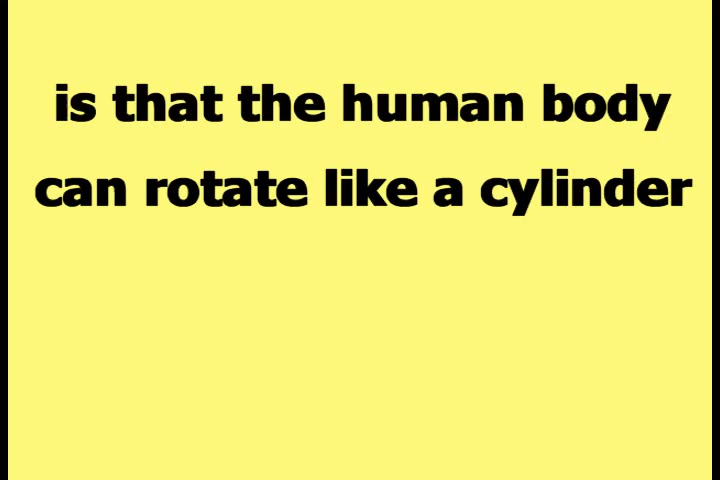 is that the human body
can rotate like a cylinder